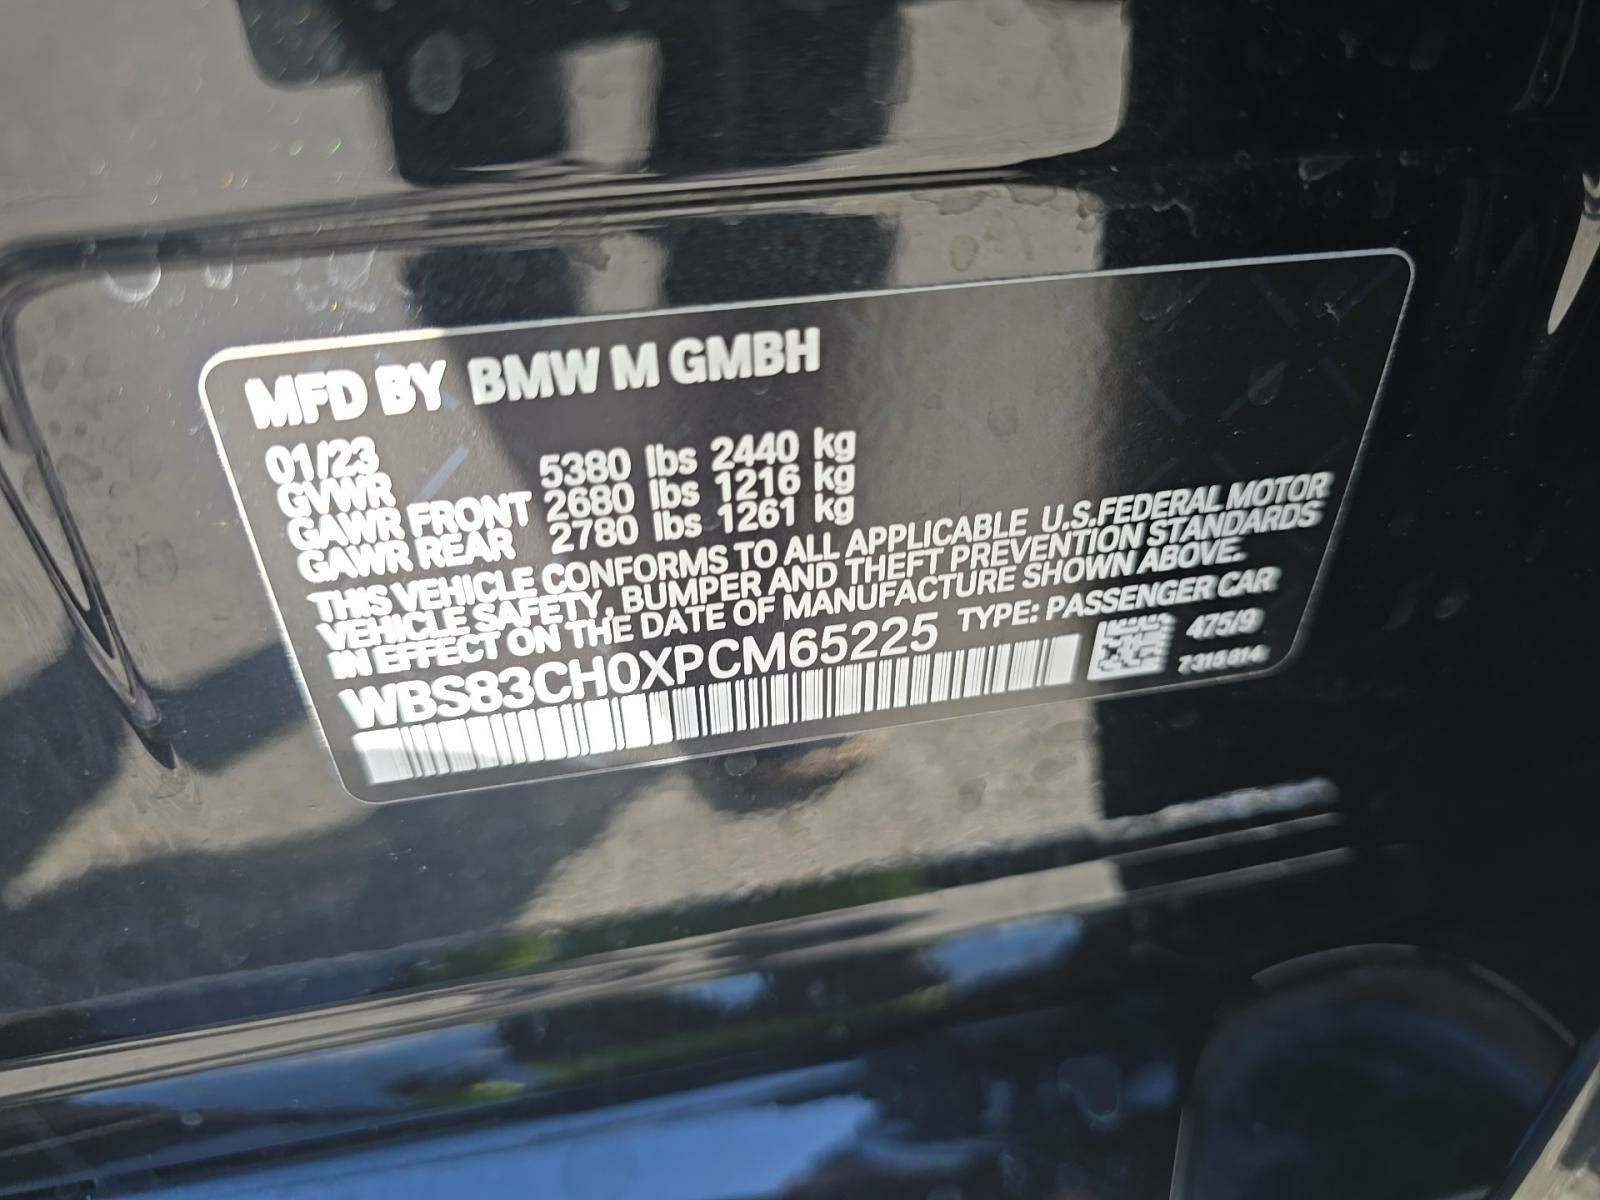 MFD BY BMW M GMBH
01/23
GVWR 5380 lbs 2440 kg
GAWR FRONT 2680 lbs 1216 kg
GAWR REAR 2780 lbs 1261 kg
THIS VEHICLE CONFORMS TO ALL APPLICABLE U.S.FEDERAL MOTOR
VEHICLE SAFETY, BUMPER AND THEFT PREVENTION STANDARDS
IN EFFECT ON THE DATE OF MANUFACTURE SHOWN ABOVE.
WBS83CH0XPCM65225 TYPE: PASSENGER CAR
475/9